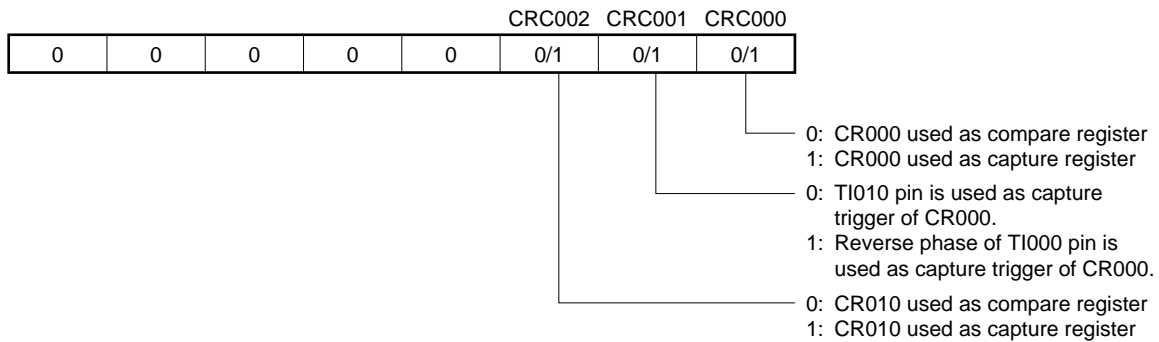 CRC002 CRC001 CRC000
0 0 0 0 0 0/1 0/1 0/1
0: CR000 used as compare register
1: CR000 used as capture register
0: TI010 pin is used as capture
trigger of CR000.
1: Reverse phase of TI000 pin is
used as capture trigger of CR000.
0: CR010 used as compare register
1: CR010 used as capture register